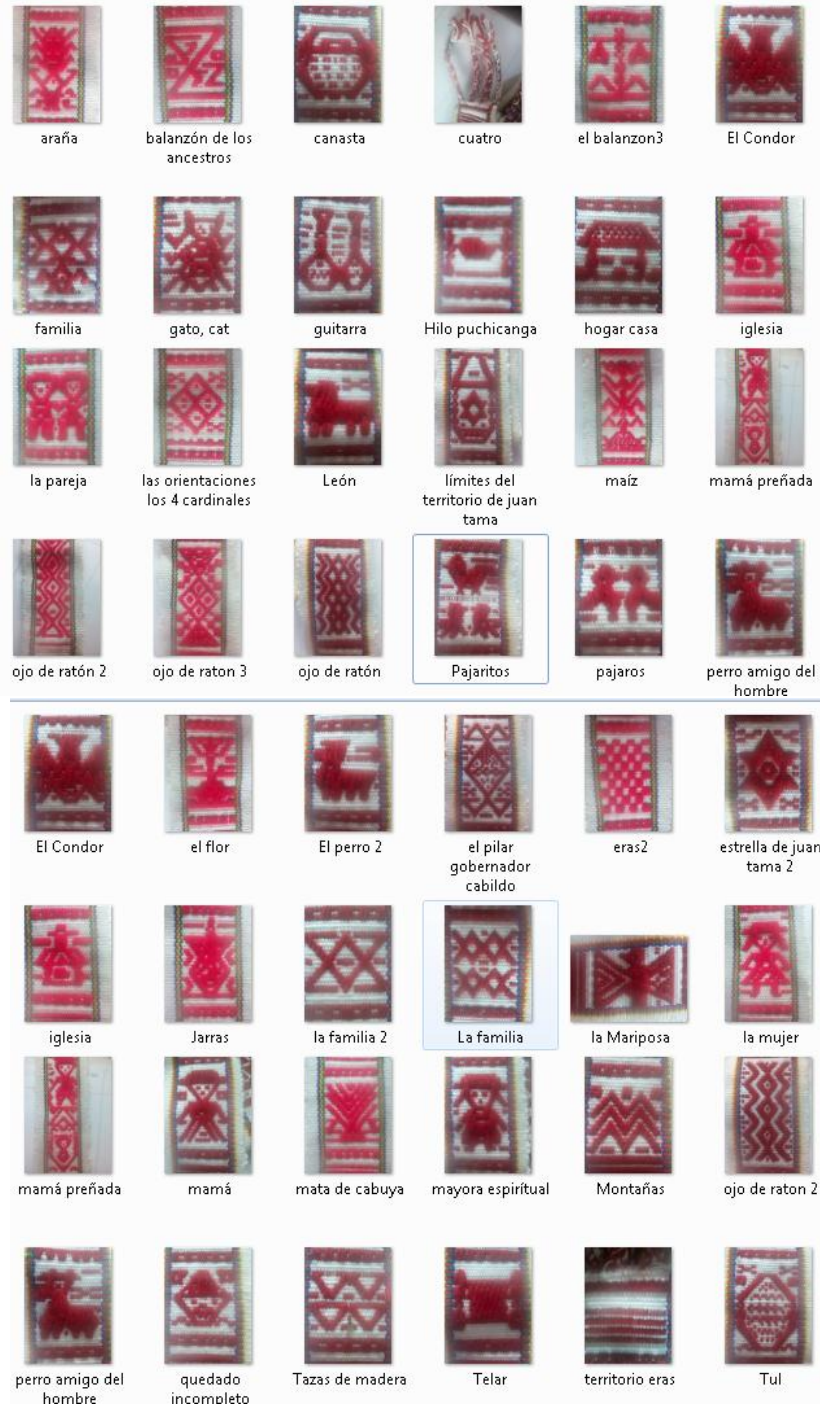 araña
balanzón de los
ancestros
canasta
cuatro
el balanzon3
El Condor
familia
gato, cat
guitarra
Hilo puchicanga
hogar casa
iglesia
la pareja
las orientaciones
los 4 cardinales
León
límites del
territorio de juan
tama
maíz
mamá preñada
ojo de ratón 2
ojo de raton 3
ojo de ratón
Pajaritos
pajaros
perro amigo del
hombre
El Condor
el flor
El perro 2
el pilar
gobernador
cabildo
eras2
estrella de juan
tama 2
iglesia
Jarras
la familia 2
La familia
la Mariposa
la mujer
mamá preñada
mamá
mata de cabuya
mayora espirítual
Montañas
ojo de raton 2
perro amigo del
hombre
quedado
incompleto
Tazas de madera
Telar
territorio eras
Tul